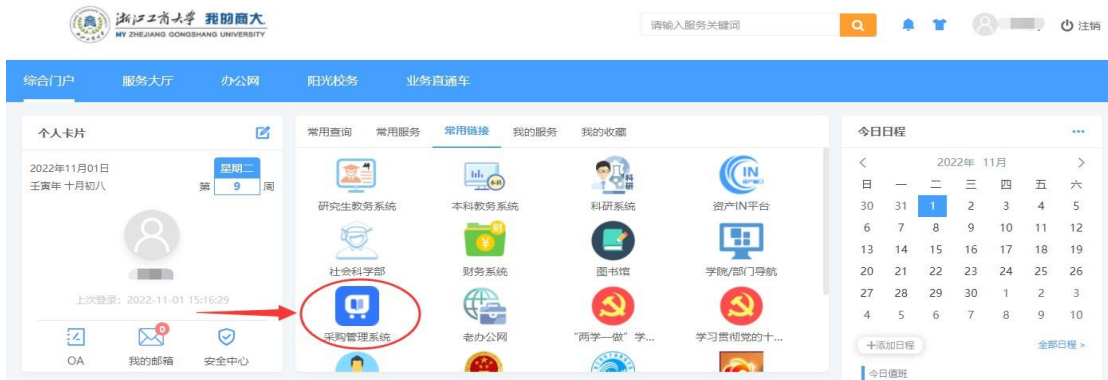 浙江工商大学 我的商大
MY ZHEJIANG GONGSHANG UNIVERSITY
请输入服务关键词
注销
综合门户 服务大厅 办公网 阳光校务 业务直通车
个人卡片
2022年11月01日
壬寅年 十月初八
星期二
第 9 周
上次登录：2022-11-01 15:16:29
0
OA 我的邮箱 安全中心
常用查询 常用服务 常用链接 我的服务 我的收藏
本科
科研
IN
研究生教务系统 本科教务系统 科研系统 资产IN平台
财
社会科学部 财务系统 图书馆 学院/部门导航
采购管理系统 老办公网 "两学一做" 学... 学习贯彻党的十...
今日日程
2022年 11月
日 一 二 三 四 五 六
30 31 1 2 3 4 5
6 7 8 9 10 11 12
13 14 15 16 17 18 19
20 21 22 23 24 25 26
27 28 29 30 1 2 3
4 5 6 7 8 9 10
+添加日程 全部日程 >
今日值班